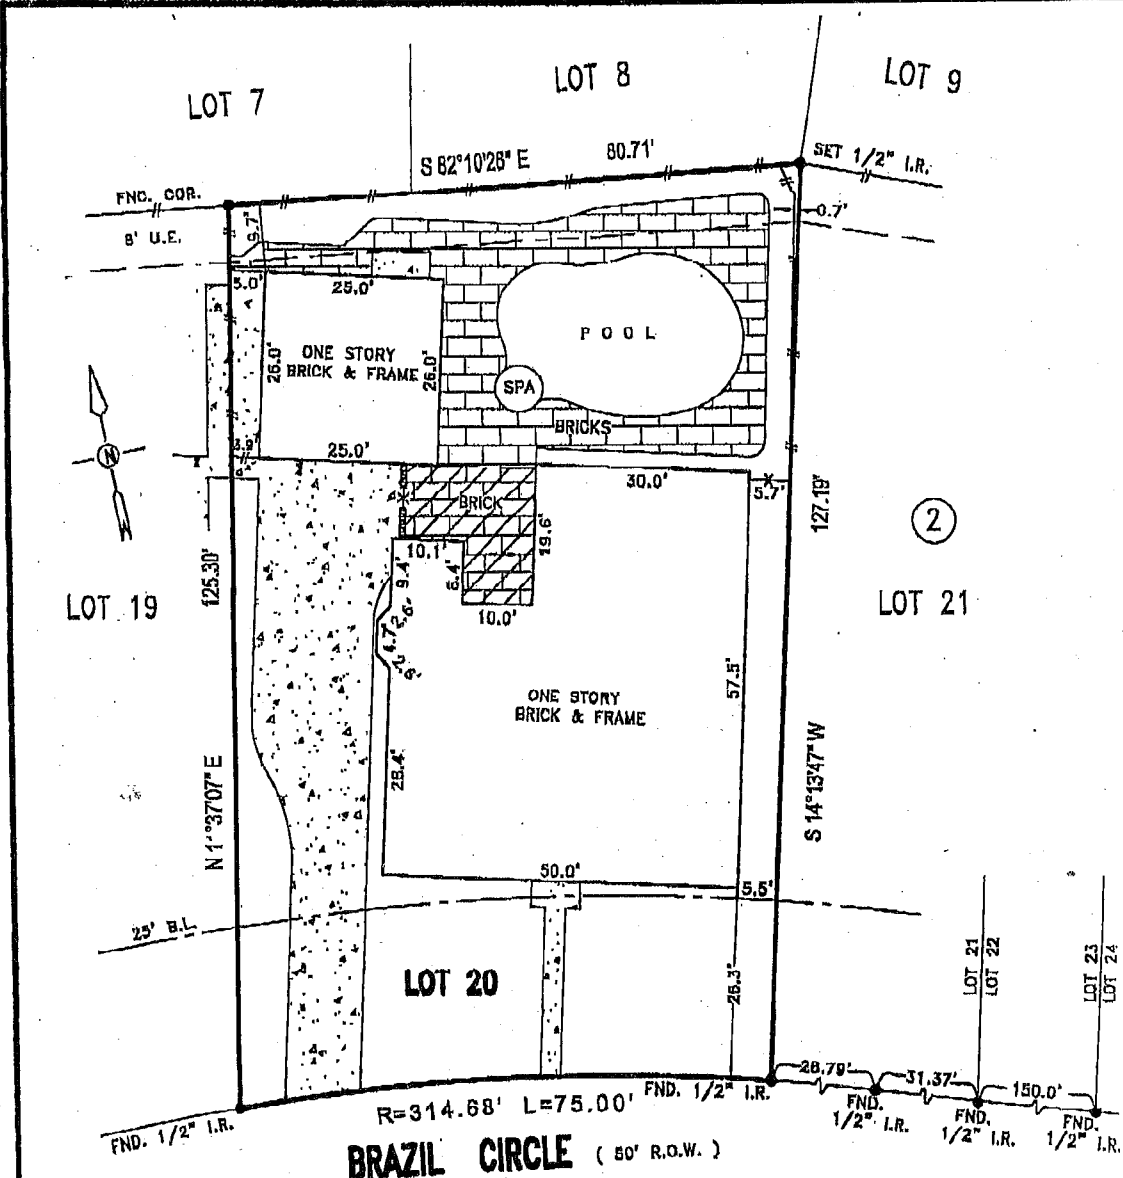 LOT 7
LOT 8
LOT 9
S 82°10'26" E 80.71'
SET 1/2" I.R.
FNC. COR.
8' U.E.
9.7'
0.7'
5.0'
25.0'
POOL
ONE STORY
BRICK & FRAME
26.0'
26.0'
SPA
BRICKS
3.9'
25.0'
N
30.0'
5.7'
BRICK
19.6'
127.19'
2
10.1'
9.4'
125.30'
10.0'
LOT 19
LOT 21
4.7'
2.6'
57.5'
ONE STORY
BRICK & FRAME
28.4'
S 14°13'47" W
50.0'
5.5'
25' B.L.
LOT 20
26.3'
LOT 21
LOT 22
LOT 23
LOT 24
28.79'
31.37'
150.0'
FND. 1/2" I.R.
R=314.68' L=75.00'
FND. 1/2" I.R.
FND.
1/2" I.R.
FND.
1/2" I.R.
FND.
1/2" I.R.
BRAZIL CIRCLE ( R.O.W. )